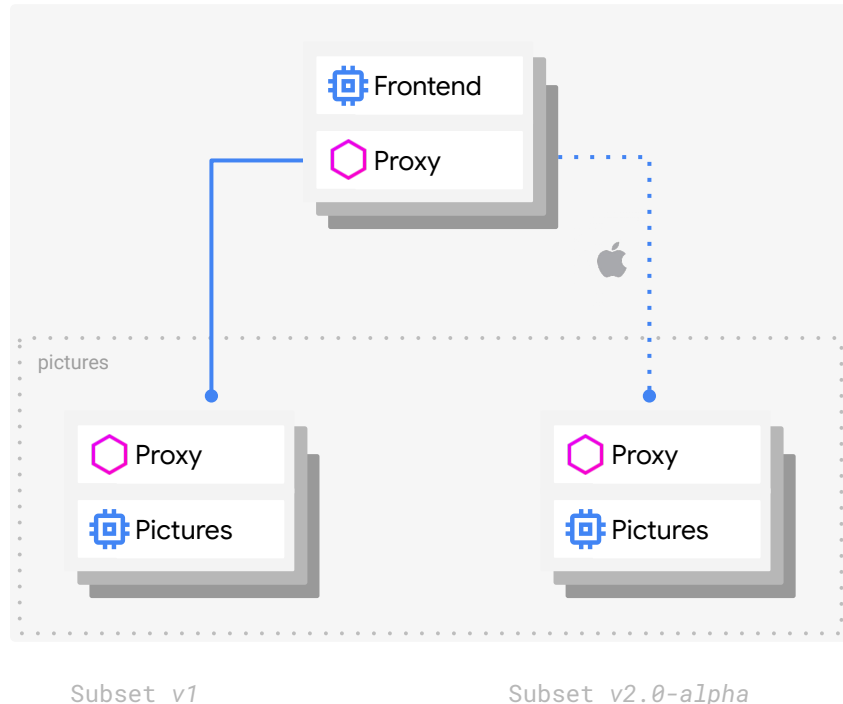 Frontend
Proxy
pictures
Proxy
Proxy
Pictures
Pictures
Subset v1
Subset v2.0-alpha